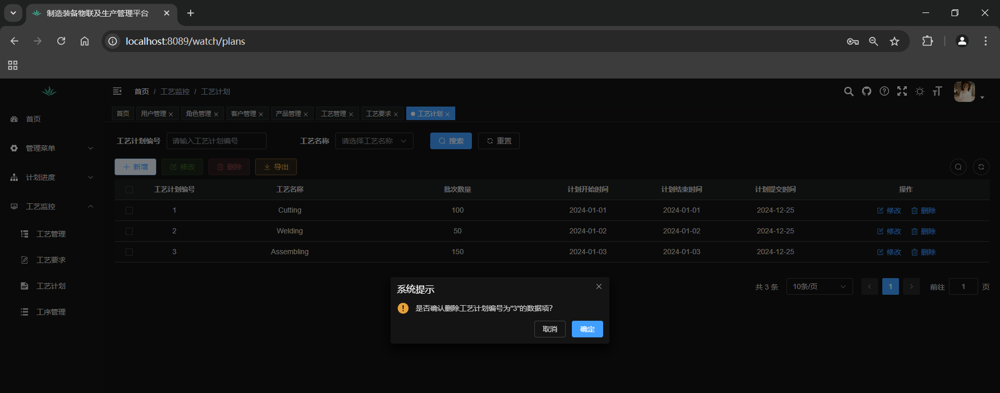 制造装备物联及生产管理平台
localhost:8089/watch/plans
首页 / 工艺监控 / 工艺计划
首页 用户管理 角色管理 客户管理 产品管理 工艺管理 工艺要求 工艺计划
首页
管理菜单
计划进度
工艺监控
工艺管理
工艺要求
工艺计划
工序管理
工艺计划编号 请输入工艺计划编号 工艺名称 请选择工艺名称 搜索 重置
新增 修改 删除 导出
工艺计划编号 工艺名称 批次数量 计划开始时间 计划结束时间 计划提交时间 操作
1 Cutting 100 2024-01-01 2024-01-01 2024-12-25 修改 删除
2 Welding 50 2024-01-02 2024-01-02 2024-12-25 修改 删除
3 Assembling 150 2024-01-03 2024-01-03 2024-12-25 修改 删除
共 3 条 10条/页 1 前往 1 页
系统提示
是否确认删除工艺计划编号为"3"的数据项?
取消 确定